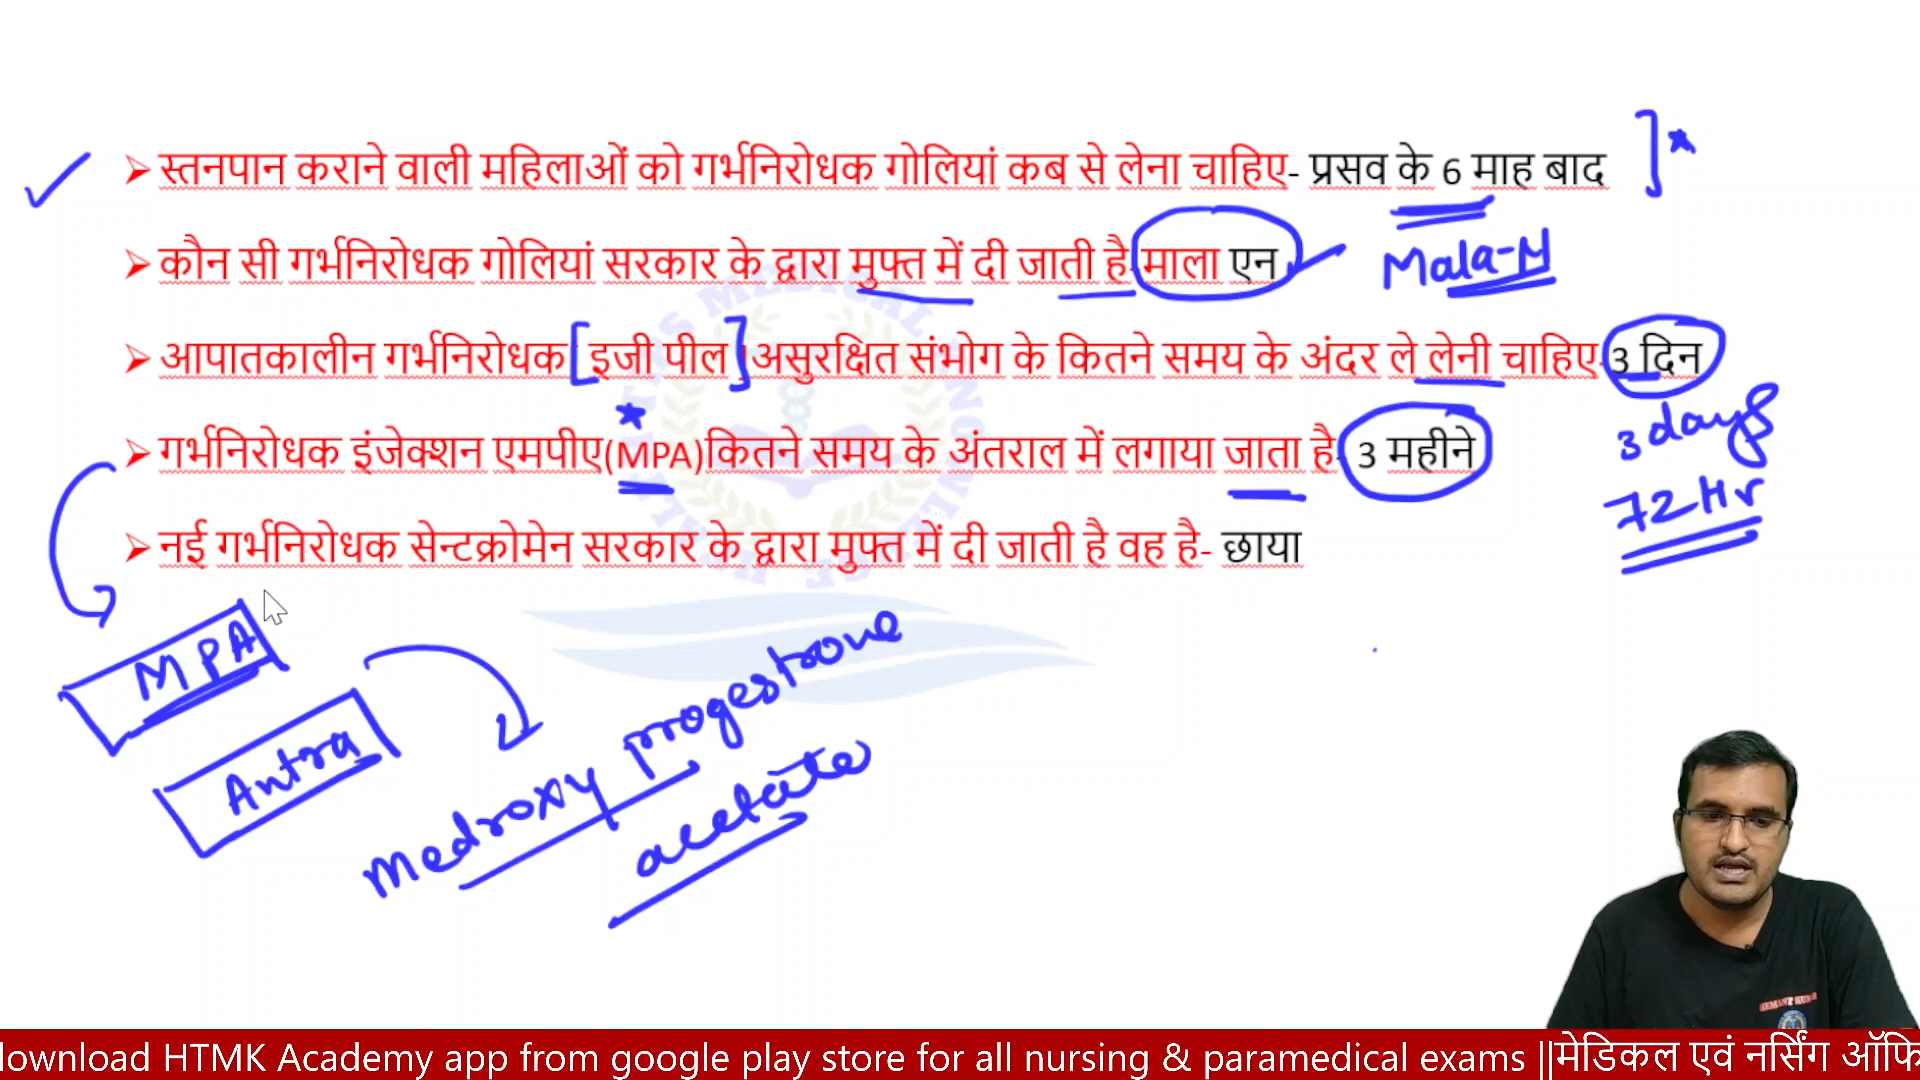 ➢ स्तनपान कराने वाली महिलाओं को गर्भनिरोधक गोलियां कब से लेना चाहिए- प्रसव के 6 माह बाद
➢ कौन सी गर्भनिरोधक गोलियां सरकार के द्वारा मुफ्त में दी जाती है-माला एन
Mala-N
➢ आपातकालीन गर्भनिरोधक [इजी पील] असुरक्षित संभोग के कितने समय के अंदर ले लेनी चाहिए-3 दिन
3 days
72 Hr
➢ गर्भनिरोधक इंजेक्शन एमपीए(MPA)कितने समय के अंतराल में लगाया जाता है- 3 महीने
➢ नई गर्भनिरोधक सेन्टक्रोमेन सरकार के द्वारा मुफ्त में दी जाती है वह है- छाया
MPA
Antra
Medroxy progestrone
acetate
download HTMK Academy app from google play store for all nursing & paramedical exams ||मेडिकल एवं नर्सिंग ऑफि